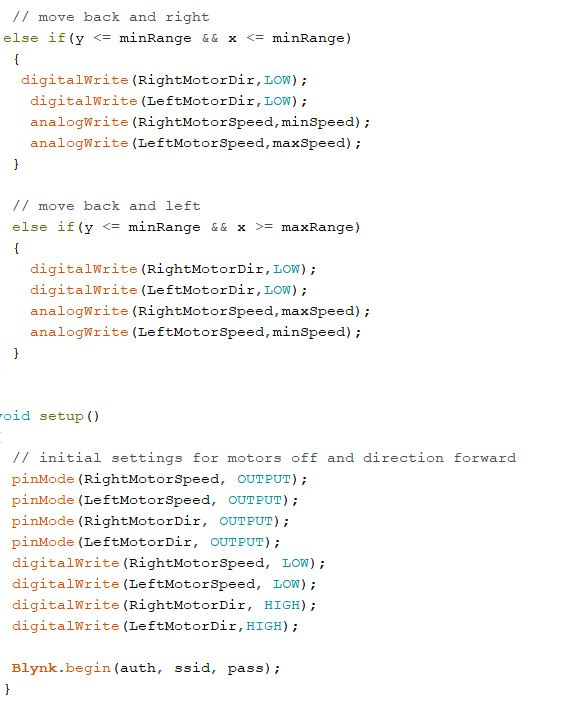 // move back and right
else if(y <= minRange && x <= minRange)
{
digitalWrite(RightMotorDir,LOW);
digitalWrite(LeftMotorDir,LOW);
analogWrite(RightMotorSpeed,minSpeed);
analogWrite(LeftMotorSpeed,maxSpeed);
}
// move back and left
else if(y <= minRange && x >= maxRange)
{
digitalWrite(RightMotorDir,LOW);
digitalWrite(LeftMotorDir,LOW);
analogWrite(RightMotorSpeed,maxSpeed);
analogWrite(LeftMotorSpeed,minSpeed);
}
void setup()
// initial settings for motors off and direction forward
pinMode(RightMotorSpeed, OUTPUT);
pinMode(LeftMotorSpeed, OUTPUT);
pinMode(RightMotorDir, OUTPUT);
pinMode(LeftMotorDir, OUTPUT);
digitalWrite(RightMotorSpeed, LOW);
digitalWrite(LeftMotorSpeed, LOW);
digitalWrite(RightMotorDir, HIGH);
digitalWrite(LeftMotorDir,HIGH);
Blynk.begin(auth, ssid, pass);
}